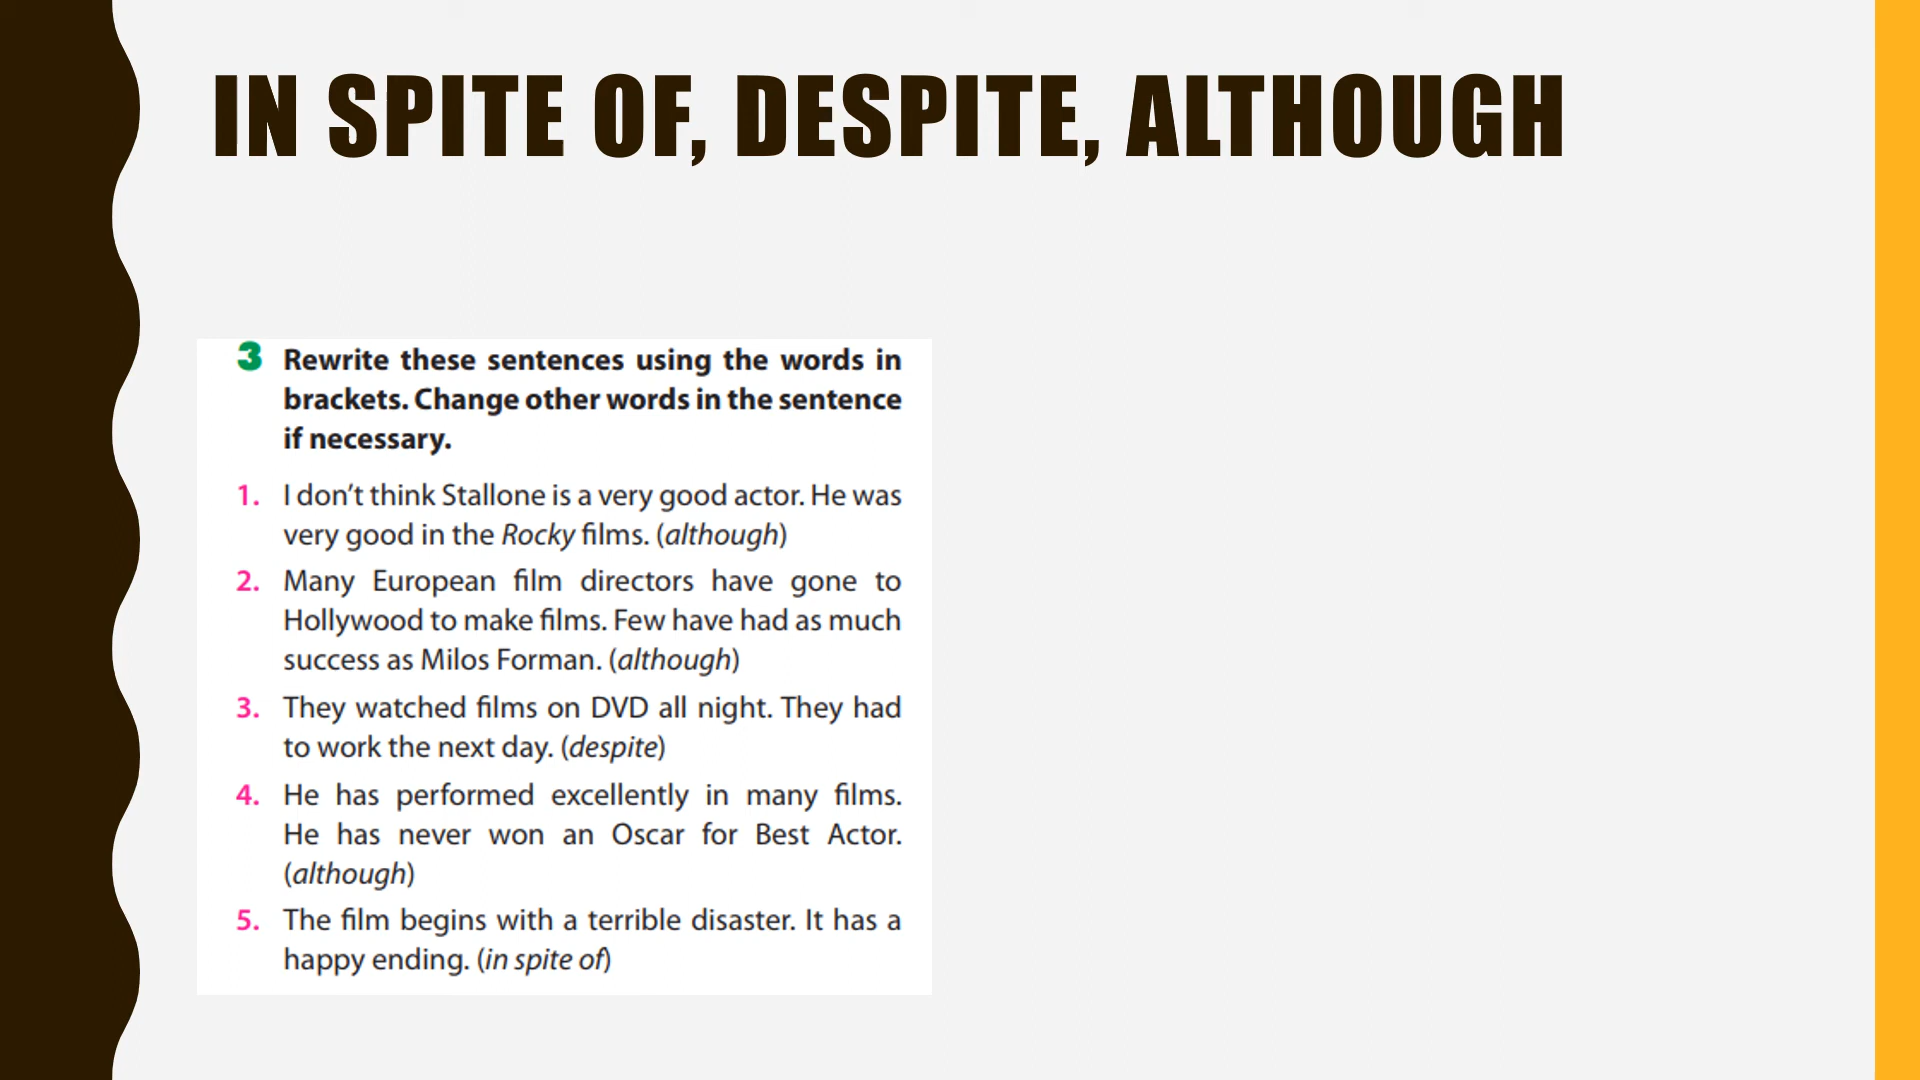 IN SPITE OF, DESPITE, ALTHOUGH
3 Rewrite these sentences using the words in
brackets. Change other words in the sentence
if necessary.
1. I don't think Stallone is a very good actor. He was
very good in the Rocky films. (although)
2. Many European film directors have gone to
Hollywood to make films. Few have had as much
success as Milos Forman. (although)
3. They watched films on DVD all night. They had
to work the next day. (despite)
4. He has performed excellently in many films.
He has never won an Oscar for Best Actor.
(although)
5. The film begins with a terrible disaster. It has a
happy ending. (in spite of)